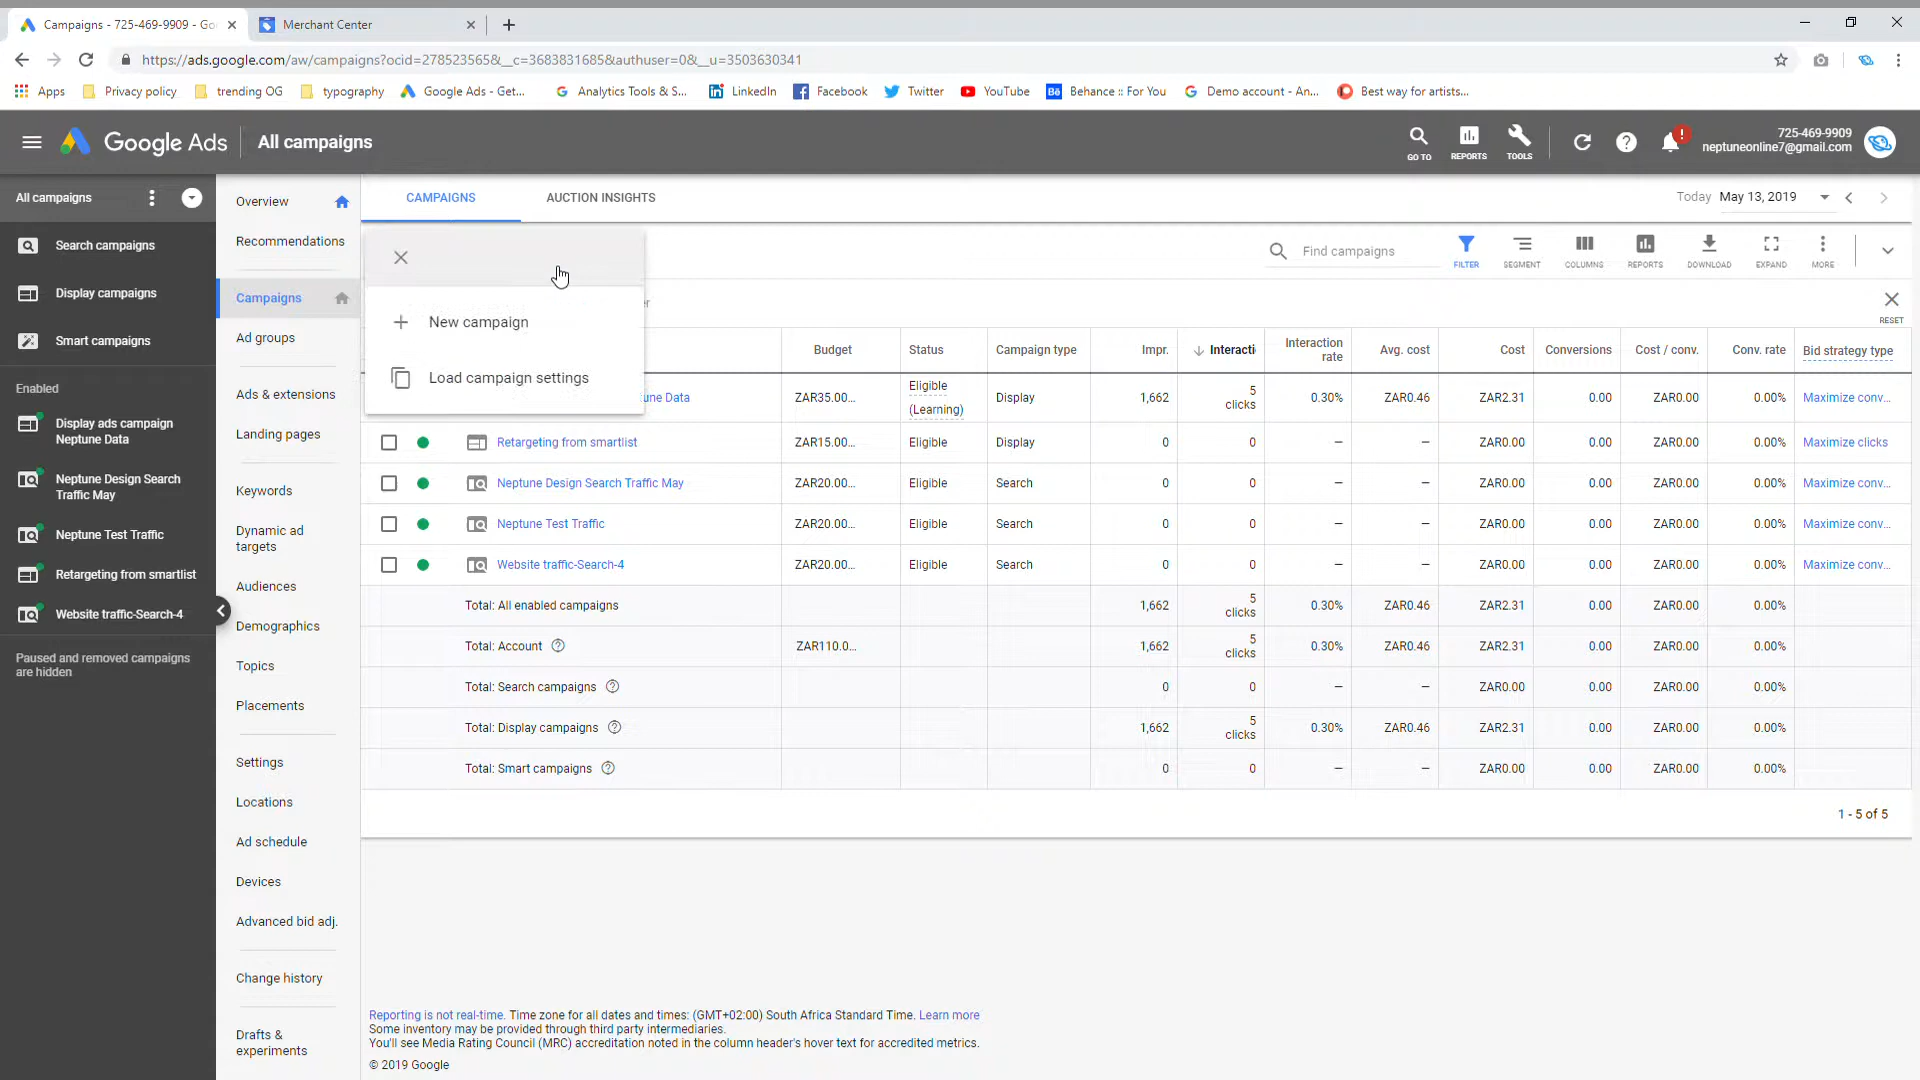 Campaigns - 725-469-9909 - Go
Merchant Center
https://ads.google.com/aw/campaigns?ocid=278523565&__c=3683831685&authuser=0&__u=3503630341
Apps
Privacy policy
trending OG
typography
Google Ads - Get...
Analytics Tools & S...
LinkedIn
Facebook
Twitter
YouTube
Behance :: For You
Demo account - An...
Best way for artists...
Google Ads
All campaigns
GO TO
REPORTS
TOOLS
725-469-9909
neptuneonline7@gmail.com
All campaigns
Search campaigns
Display campaigns
Smart campaigns
Enabled
Display ads campaign
Neptune Data
Neptune Design Search
Traffic May
Neptune Test Traffic
Retargeting from smartlist
Website traffic-Search-4
Paused and removed campaigns
are hidden
Overview
Recommendations
Campaigns
Ad groups
Ads & extensions
Landing pages
Keywords
Dynamic ad
targets
Audiences
Demographics
Topics
Placements
Settings
Locations
Ad schedule
Devices
Advanced bid adj.
Change history
Drafts &
experiments
CAMPAIGNS
AUCTION INSIGHTS
Today May 13, 2019
New campaign
Load campaign settings
Find campaigns
FILTER
SEGMENT
COLUMNS
REPORTS
DOWNLOAD
EXPAND
MORE
RESET
Budget Status Campaign type Impr. Interacti Interaction rate Avg. cost Cost Conversions Cost / conv. Conv. rate Bid strategy type
une Data ZAR35.00... Eligible (Learning) Display 1,662 5 clicks 0.30% ZAR0.46 ZAR2.31 0.00 ZAR0.00 0.00% Maximize conv...
Retargeting from smartlist ZAR15.00... Eligible Display 0 0 – – ZAR0.00 0.00 ZAR0.00 0.00% Maximize clicks
Neptune Design Search Traffic May ZAR20.00... Eligible Search 0 0 – – ZAR0.00 0.00 ZAR0.00 0.00% Maximize conv...
Neptune Test Traffic ZAR20.00... Eligible Search 0 0 – – ZAR0.00 0.00 ZAR0.00 0.00% Maximize conv...
Website traffic-Search-4 ZAR20.00... Eligible Search 0 0 – – ZAR0.00 0.00 ZAR0.00 0.00% Maximize conv...
Total: All enabled campaigns 1,662 5 clicks 0.30% ZAR0.46 ZAR2.31 0.00 ZAR0.00 0.00%
Total: Account ZAR110.0... 1,662 5 clicks 0.30% ZAR0.46 ZAR2.31 0.00 ZAR0.00 0.00%
Total: Search campaigns 0 0 – – ZAR0.00 0.00 ZAR0.00 0.00%
Total: Display campaigns 1,662 5 clicks 0.30% ZAR0.46 ZAR2.31 0.00 ZAR0.00 0.00%
Total: Smart campaigns 0 0 – – ZAR0.00 0.00 ZAR0.00 0.00%
1 - 5 of 5
Reporting is not real-time. Time zone for all dates and times: (GMT+02:00) South Africa Standard Time. Learn more
Some inventory may be provided through third party intermediaries.
You'll see Media Rating Council (MRC) accreditation noted in the column header's hover text for accredited metrics.
© 2019 Google